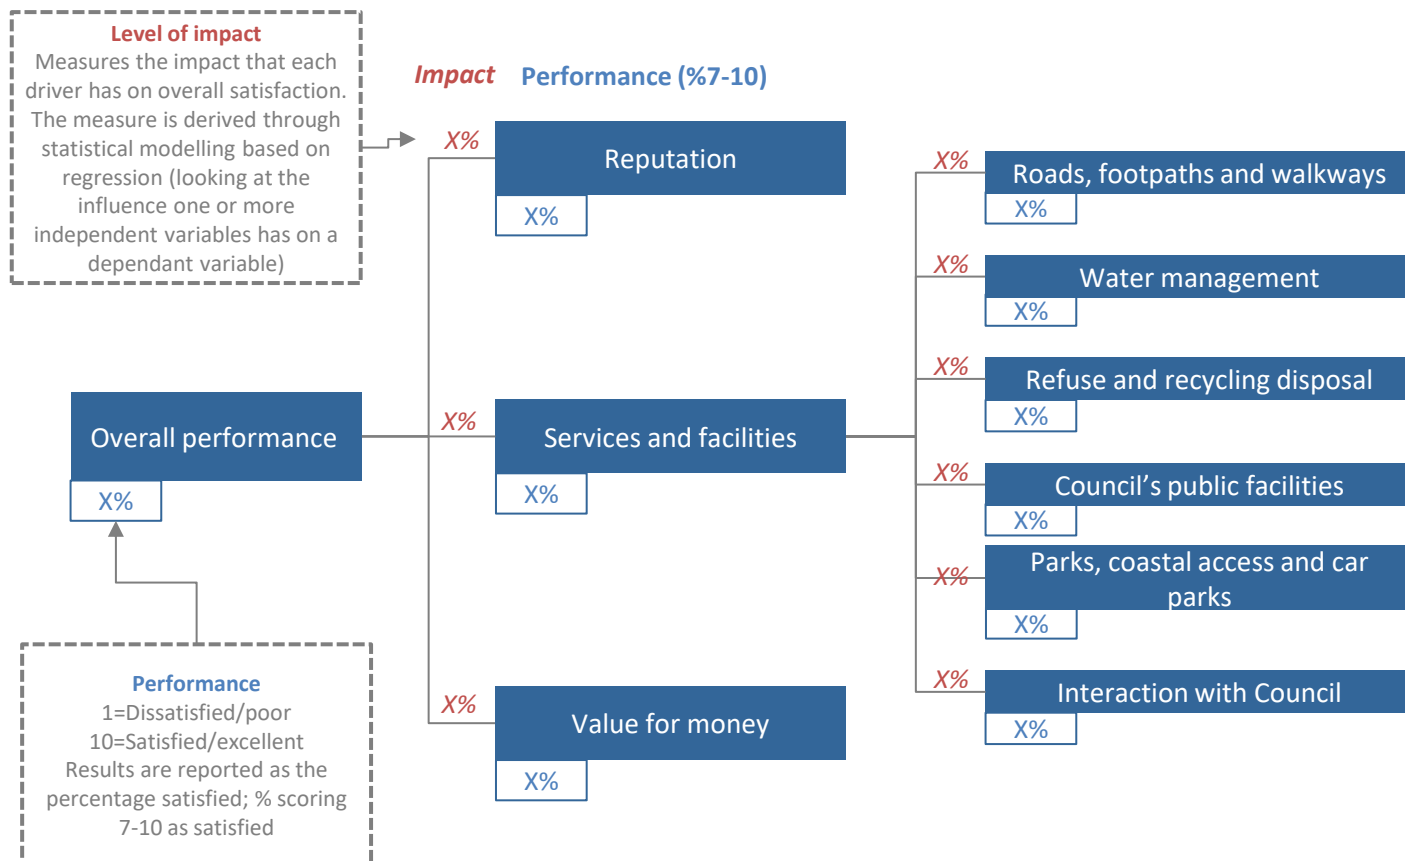 Level of impact
Measures the impact that each
driver has on overall satisfaction.
The measure is derived through
statistical modelling based on
regression (looking at the
influence one or more
independent variables has on a
dependant variable)
Impact Performance (%7-10)
X%
Reputation
X%
X%
Roads, footpaths and walkways
X%
X%
Water management
X%
X%
Refuse and recycling disposal
X%
Overall performance
X%
X%
Services and facilities
X%
X%
Council’s public facilities
X%
X%
Parks, coastal access and car
parks
X%
X%
Interaction with Council
X%
X%
Value for money
X%
Performance
1=Dissatisfied/poor
10=Satisfied/excellent
Results are reported as the
percentage satisfied; % scoring
7-10 as satisfied